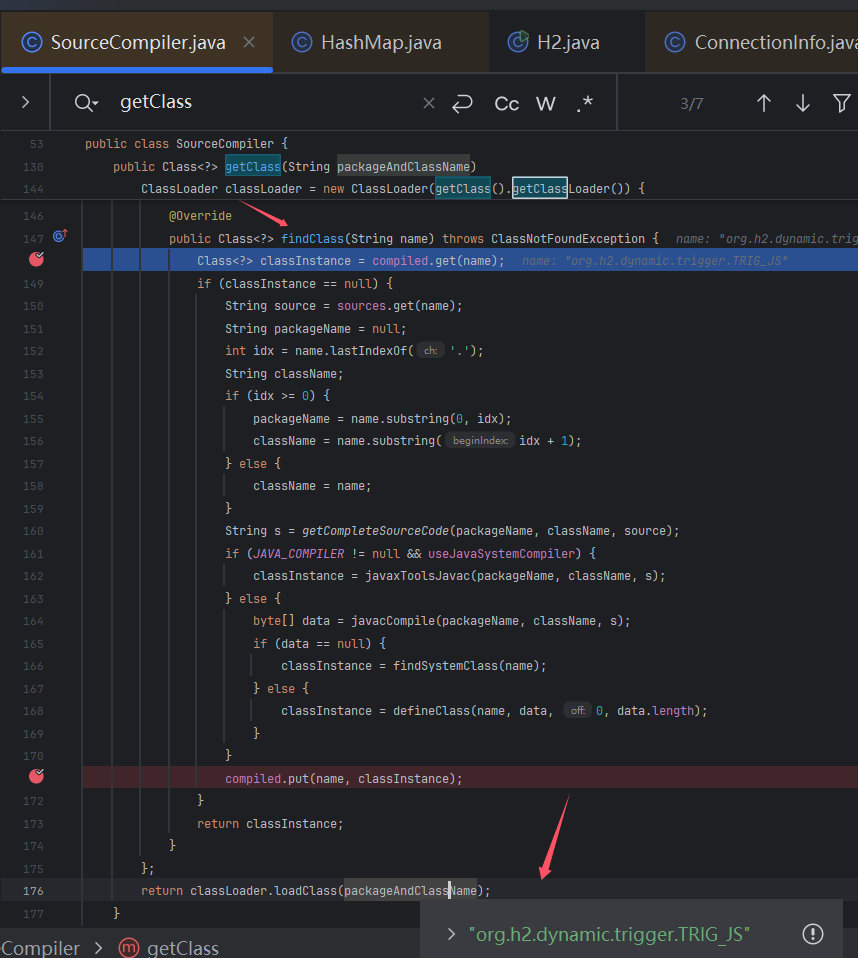 SourceCompiler.java HashMap.java H2.java ConnectionInfo.java
getClass Cc W .* 3/7
53 public class SourceCompiler {
130 public Class<?> getClass(String packageAndClassName)
144 ClassLoader classLoader = new ClassLoader(getClass().getClassLoader()) {
146 @Override
147 public Class<?> findClass(String name) throws ClassNotFoundException { name: "org.h2.dynamic.trig
Class<?> classInstance = compiled.get(name); name: "org.h2.dynamic.trigger.TRIG_JS"
149 if (classInstance == null) {
150 String source = sources.get(name);
151 String packageName = null;
152 int idx = name.lastIndexOf( ch: '.');
153 String className;
154 if (idx >= 0) {
155 packageName = name.substring(0, idx);
156 className = name.substring( beginIndex: idx + 1);
157 } else {
158 className = name;
159 }
160 String s = getCompleteSourceCode(packageName, className, source);
161 if (JAVA_COMPILER != null && useJavaSystemCompiler) {
162 classInstance = javaxToolsJavac(packageName, className, s);
163 } else {
164 byte[] data = javacCompile(packageName, className, s);
165 if (data == null) {
166 classInstance = findSystemClass(name);
167 } else {
168 classInstance = defineClass(name, data, off: 0, data.length);
169 }
170 }
compiled.put(name, classInstance);
172 }
173 return classInstance;
174 }
175 };
176 return classLoader.loadClass(packageAndClassName);
177 }
"org.h2.dynamic.trigger.TRIG_JS"
Compiler > m getClass